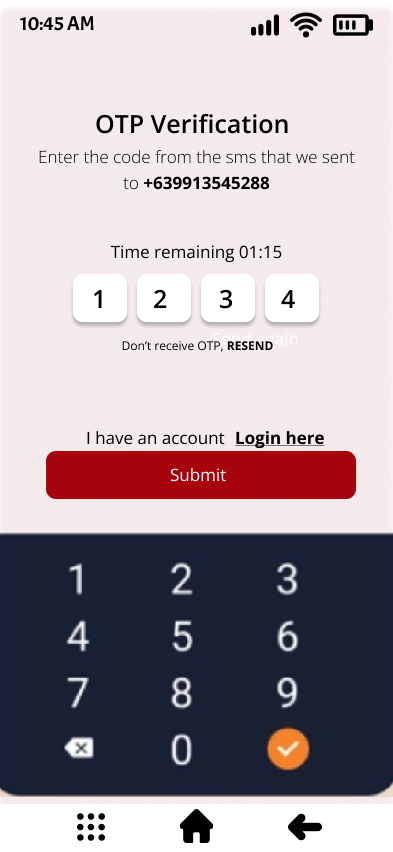 10:45 AM
OTP Verification
Enter the code from the sms that we sent
to +639913545288
Time remaining 01:15
1 2 3 4
Don't receive OTP, RESEND
I have an account Login here
Submit
1 2 3
4 5 6
7 8 9
0